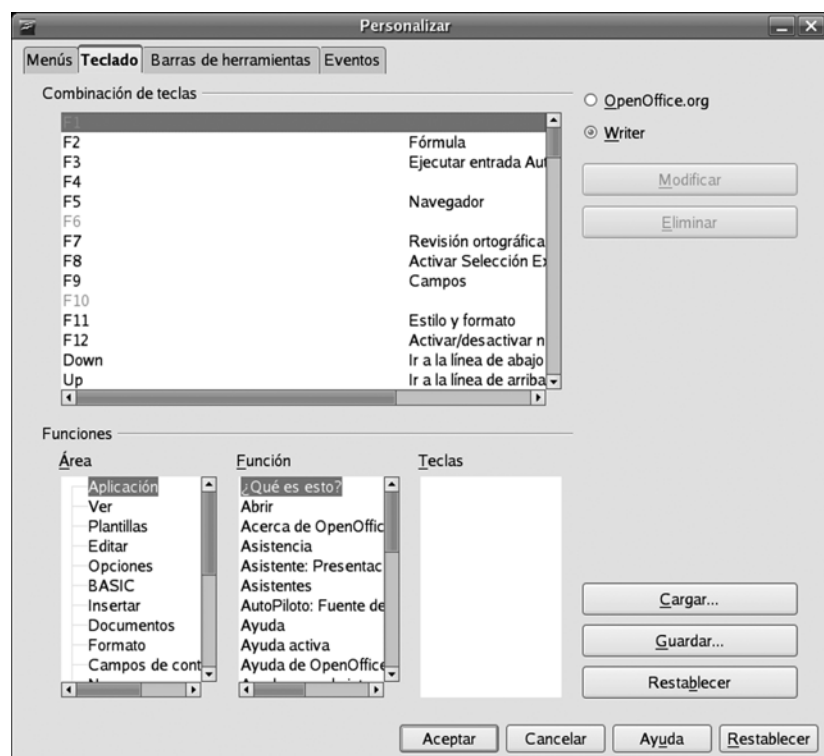 Personalizar
Menús Teclado Barras de herramientas Eventos
Combinación de teclas
F1
F2 Fórmula
F3 Ejecutar entrada Aut
F4
F5 Navegador
F6
F7 Revisión ortográfica
F8 Activar Selección Ex
F9 Campos
F10
F11 Estilo y formato
F12 Activar/desactivar n
Down Ir a la línea de abajo
Up Ir a la línea de arriba
OpenOffice.org
Writer
Modificar
Eliminar
Funciones
Área
Aplicación
Ver
Plantillas
Editar
Opciones
BASIC
Insertar
Documentos
Formato
Campos de cont
Función
¿Qué es esto?
Abrir
Acerca de OpenOffic
Asistencia
Asistente: Presentac
Asistentes
AutoPiloto: Fuente de
Ayuda
Ayuda activa
Ayuda de OpenOffice
Teclas
Cargar...
Guardar...
Restablecer
Aceptar Cancelar Ayuda Restablecer